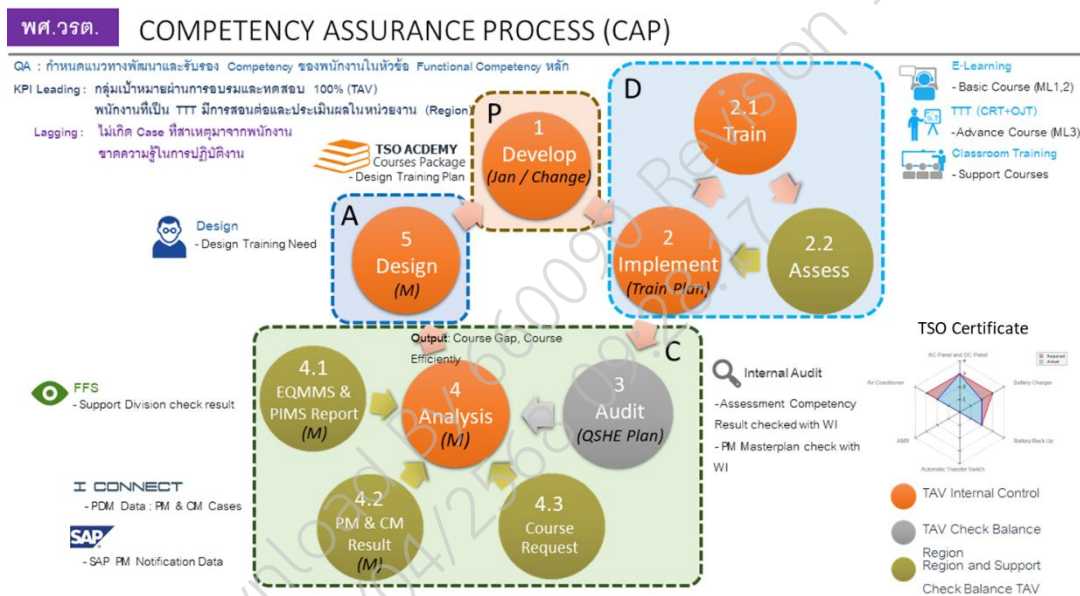 พศ.วรต.
COMPETENCY ASSURANCE PROCESS (CAP)
QA : กำหนดแนวทางพัฒนาและรับรอง Competency ของพนักงานในหัวข้อ Functional Competency หลัก
KPI Leading : กลุ่มเป้าหมายผ่านการอบรมและทดสอบ 100% (TAV)
พนักงานที่เป็น TTT มีการสอนต่อและประเมินผลในหน่วยงาน (Region)
Lagging : ไม่เกิด Case ที่สาเหตุมาจากพนักงาน
ขาดความรู้ในการปฏิบัติงาน
TSO ACDEMY
Courses Package
- Design Training Plan
P
1
Develop
(Jan / Change)
D
2.1
Train
2
Implement
(Train Plan)
2.2
Assess
E-Learning
- Basic Course (ML1,2)
TTT (CRT+OJT)
-Advance Course (ML3)
Classroom Training
- Support Courses
Design
- Design Training Need
A
5
Design
(M)
Output: Course Gap, Course
Efficiently
C
4.1
EQMMS &
PIMS Report
(M)
4
Analysis
(M)
3
Audit
(QSHE Plan)
4.2
PM & CM
Result
(M)
4.3
Course
Request
FFS
- Support Division check result
I CONNECT
- PDM Data : PM & CM Cases
SAP
- SAP PM Notification Data
Internal Audit
-Assessment Competency
Result checked with WI
- PM Masterplan check with
WI
TSO Certificate
AC Panel and DC Panel
Required
Actual
Air Conditioner
Battery Charger
AMR
Battery Back Up
Automatic Transfer Switch
TAV Internal Control
TAV Check Balance
Region
Region and Support
Check Balance TAV